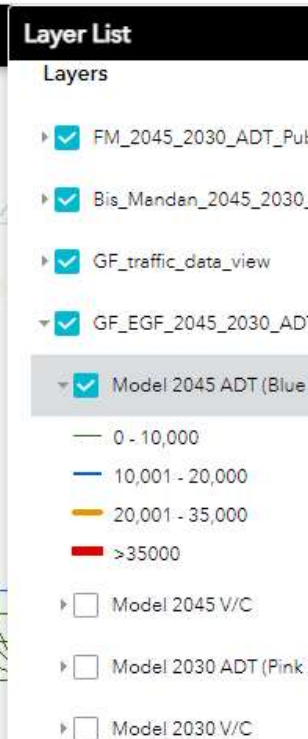 Layer List
Layers
FM_2045_2030_ADT_Pub
Bis_Mandan_2045_2030_
GF_traffic_data_view
GF_EGF_2045_2030_ADT
Model 2045 ADT (Blue
0 - 10,000
10,001 - 20,000
20,001 - 35,000
>35000
Model 2045 V/C
Model 2030 ADT (Pink
Model 2030 V/C